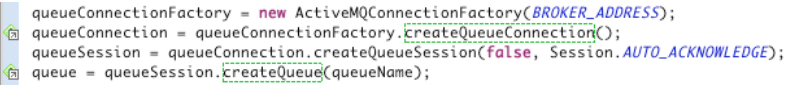 queueConnectionFactory = new ActiveMQConnectionFactory(BROKER_ADDRESS);
queueConnection = queueConnectionFactory.createQueueConnection();
queueSession = queueConnection.createQueueSession(false, Session.AUTO_ACKNOWLEDGE);
queue = queueSession.createQueue(queueName);